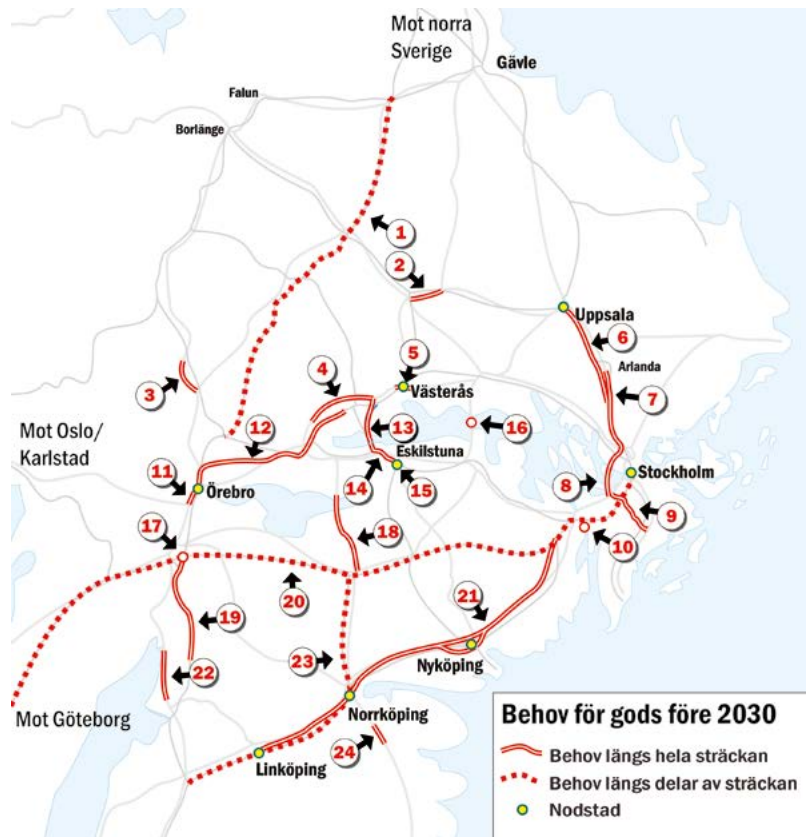 Mot norra
Sverige
Gävle
Falun
Borlänge
1
2
Uppsala
6
Arlanda
5
4
3
Västerås
7
12
13
16
Mot Oslo/
Karlstad
Eskilstuna
Stockholm
11
Örebro
14
15
8
9
17
18
10
20
21
19
23
22
Nyköping
Mot Göteborg
Norrköping
24
Linköping
Behov för gods före 2030
Behov längs hela sträckan
Behov längs delar av sträckan
Nodstad